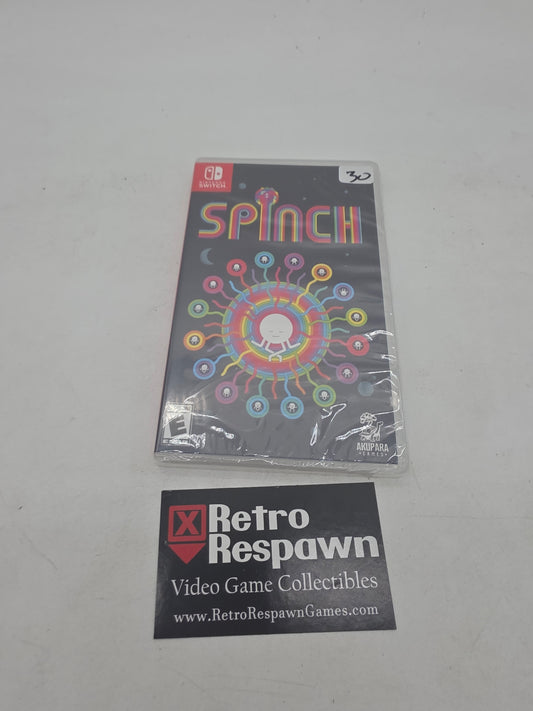 NINTENDO
SWITCH
30
SPINCH
E
AKUPARA
GAMES
X Retro
Respawn
Video Game Collectibles
www.RetroRespawnGames.com